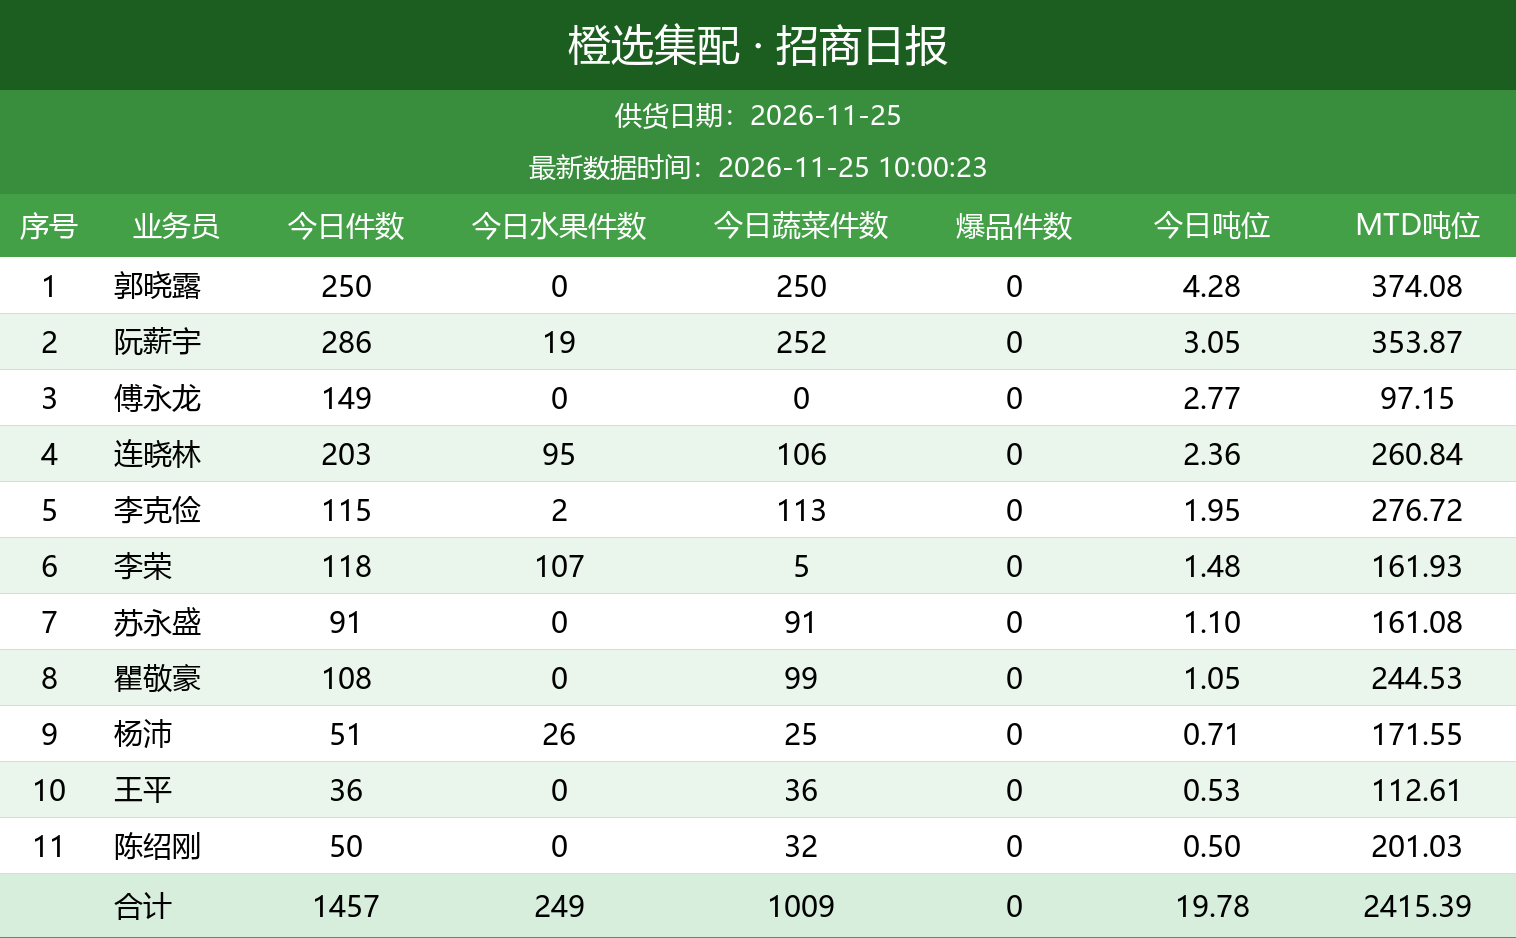 橙选集配 · 招商日报
供货日期：2026-11-25
最新数据时间：2026-11-25 10:00:23
序号 业务员 今日件数 今日水果件数 今日蔬菜件数 爆品件数 今日吨位 MTD吨位
1 郭晓露 250 0 250 0 4.28 374.08
2 阮薪宇 286 19 252 0 3.05 353.87
3 傅永龙 149 0 0 0 2.77 97.15
4 连晓林 203 95 106 0 2.36 260.84
5 李克俭 115 2 113 0 1.95 276.72
6 李荣 118 107 5 0 1.48 161.93
7 苏永盛 91 0 91 0 1.10 161.08
8 瞿敬豪 108 0 99 0 1.05 244.53
9 杨沛 51 26 25 0 0.71 171.55
10 王平 36 0 36 0 0.53 112.61
11 陈绍刚 50 0 32 0 0.50 201.03
合计 1457 249 1009 0 19.78 2415.39